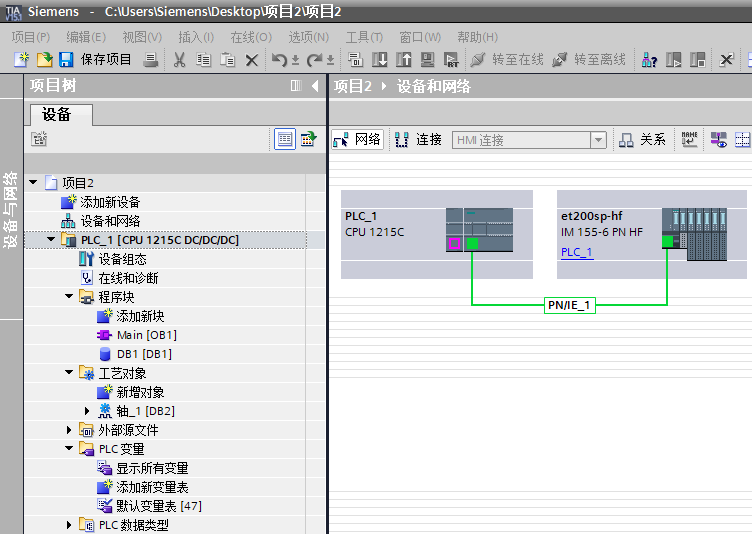 Siemens - C:\Users\Siemens\Desktop\项目2\项目2
项目(P) 编辑(E) 视图(V) 插入(I) 在线(O) 选项(N) 工具(T) 窗口(W) 帮助(H)
保存项目 转至在线 转至离线
项目树
项目2 设备和网络
设备
网络 连接 HMI 连接 关系
设备与网络
项目2
添加新设备
设备和网络
PLC_1 [CPU 1215C DC/DC/DC]
设备组态
在线和诊断
程序块
添加新块
Main [OB1]
DB1 [DB1]
工艺对象
新增对象
轴_1 [DB2]
外部源文件
PLC 变量
显示所有变量
添加新变量表
默认变量表 [47]
PLC 数据类型
PLC_1
CPU 1215C
et200sp-hf
IM 155-6 PN HF
PLC_1
PN/IE_1